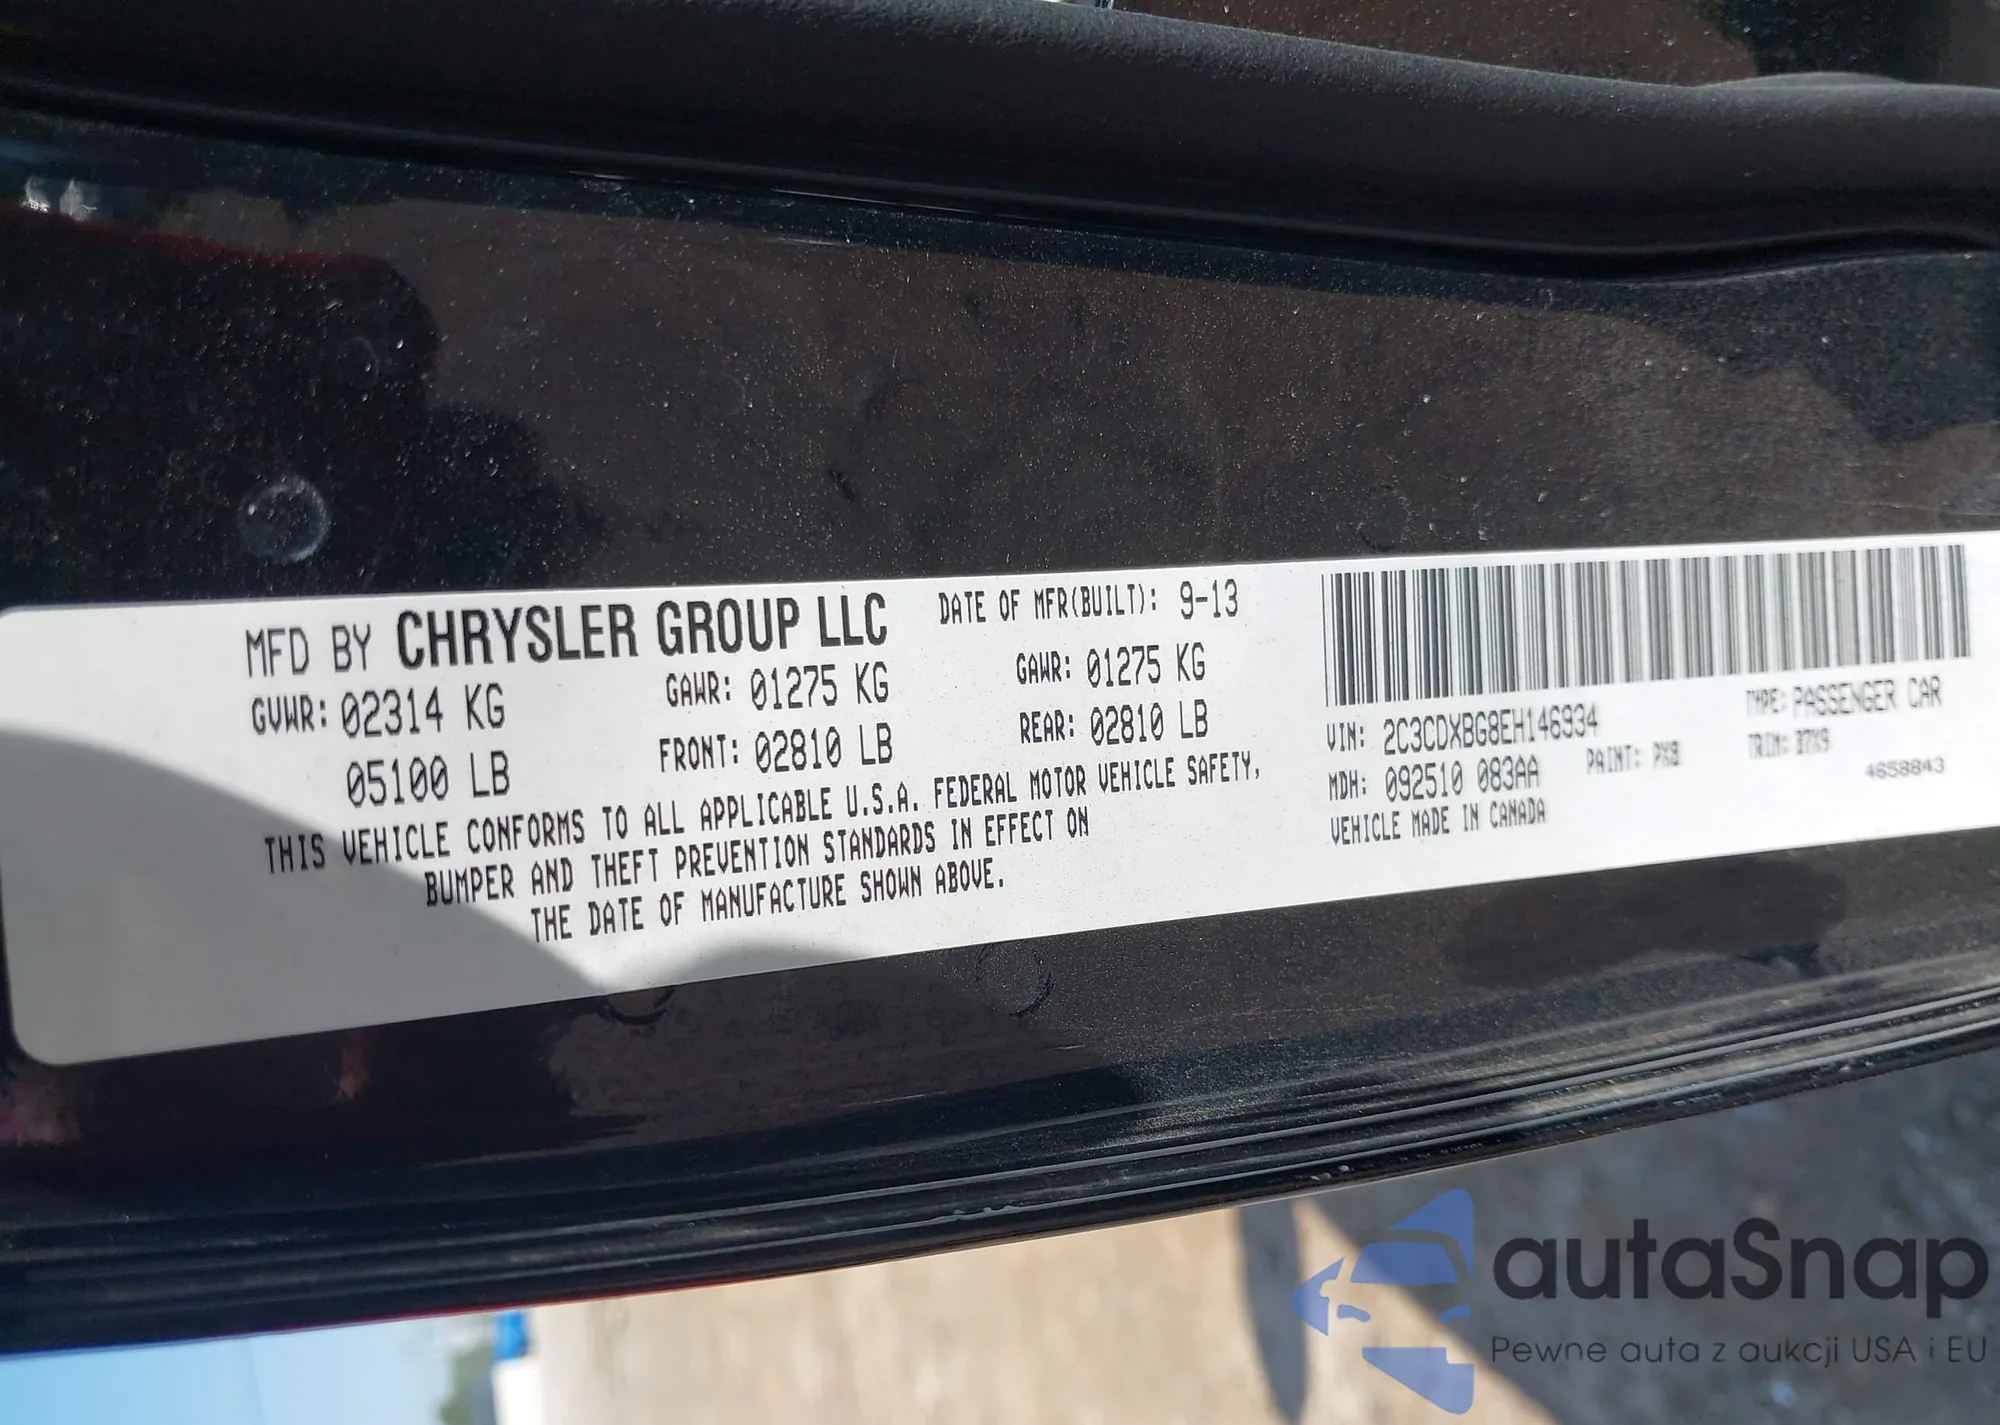 MFD BY CHRYSLER GROUP LLC DATE OF MFR(BUILT): 9-13
GVWR: 02314 KG GAWR: 01275 KG GAWR: 01275 KG
05100 LB FRONT: 02810 LB REAR: 02810 LB
THIS VEHICLE CONFORMS TO ALL APPLICABLE U.S.A. FEDERAL MOTOR VEHICLE SAFETY,
BUMPER AND THEFT PREVENTION STANDARDS IN EFFECT ON
THE DATE OF MANUFACTURE SHOWN ABOVE.
VIN: 2C3CDXBG8EH146934 TYPE: PASSENGER CAR
MDH: 092510 083AA PAINT: PX8 TRIM:
VEHICLE MADE IN CANADA 4658843
autaSnap
Pewne auta z aukcji USA i EU